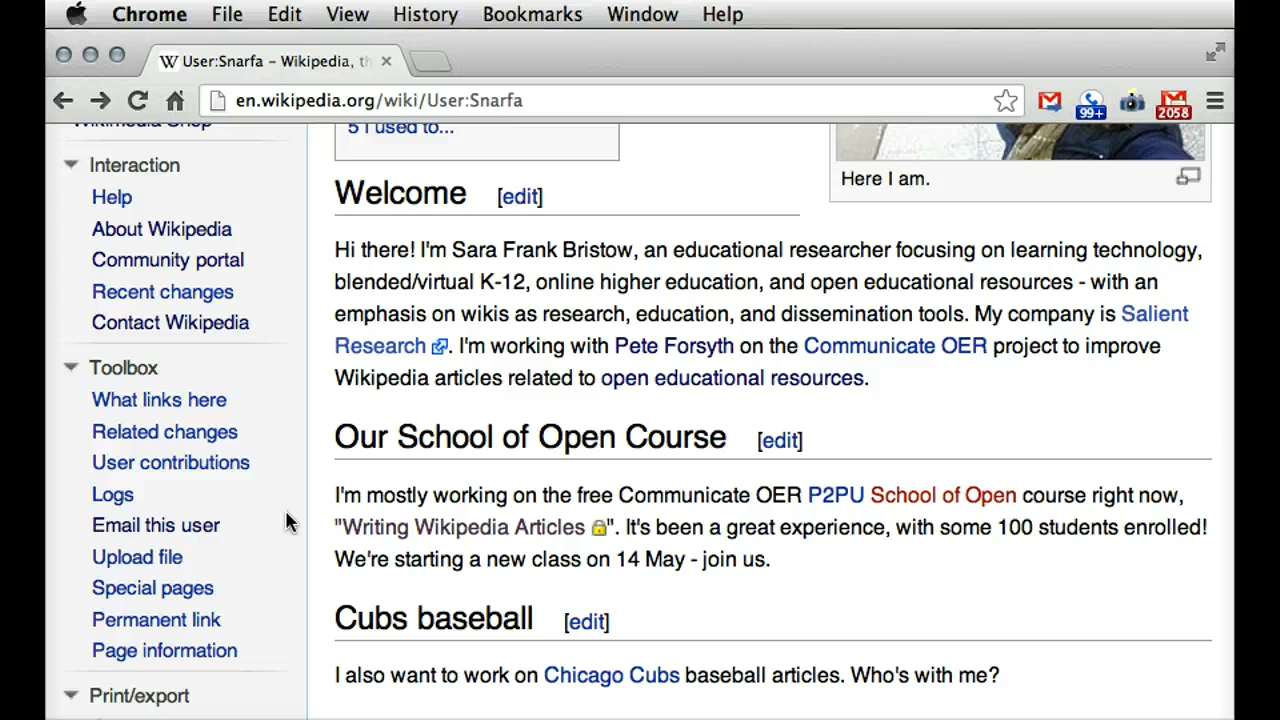 Chrome File Edit View History Bookmarks Window Help
User:Snarfa – Wikipedia, th
en.wikipedia.org/wiki/User:Snarfa
99+
2058
Wikimedia Shop
Interaction
Help
About Wikipedia
Community portal
Recent changes
Contact Wikipedia
Toolbox
What links here
Related changes
User contributions
Logs
Email this user
Upload file
Special pages
Permanent link
Page information
Print/export
5 I used to...
Here I am.
Welcome [edit]
Hi there! I'm Sara Frank Bristow, an educational researcher focusing on learning technology,
blended/virtual K-12, online higher education, and open educational resources - with an
emphasis on wikis as research, education, and dissemination tools. My company is Salient
Research. I'm working with Pete Forsyth on the Communicate OER project to improve
Wikipedia articles related to open educational resources.
Our School of Open Course [edit]
I'm mostly working on the free Communicate OER P2PU School of Open course right now,
"Writing Wikipedia Articles". It's been a great experience, with some 100 students enrolled!
We're starting a new class on 14 May - join us.
Cubs baseball [edit]
I also want to work on Chicago Cubs baseball articles. Who's with me?